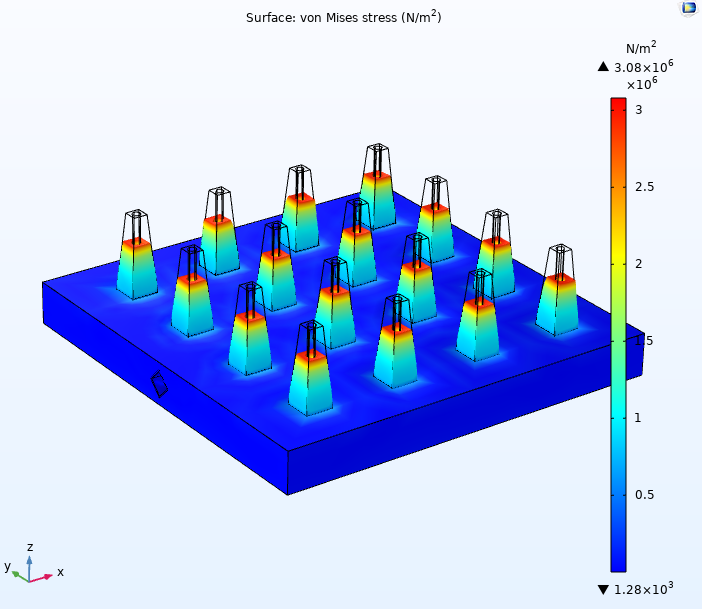 Surface: von Mises stress (N/m²)
N/m²
▲ 3.08×10⁶
×10⁶
3
2.5
2
1.5
1
0.5
▼ 1.28×10³
z
y
x